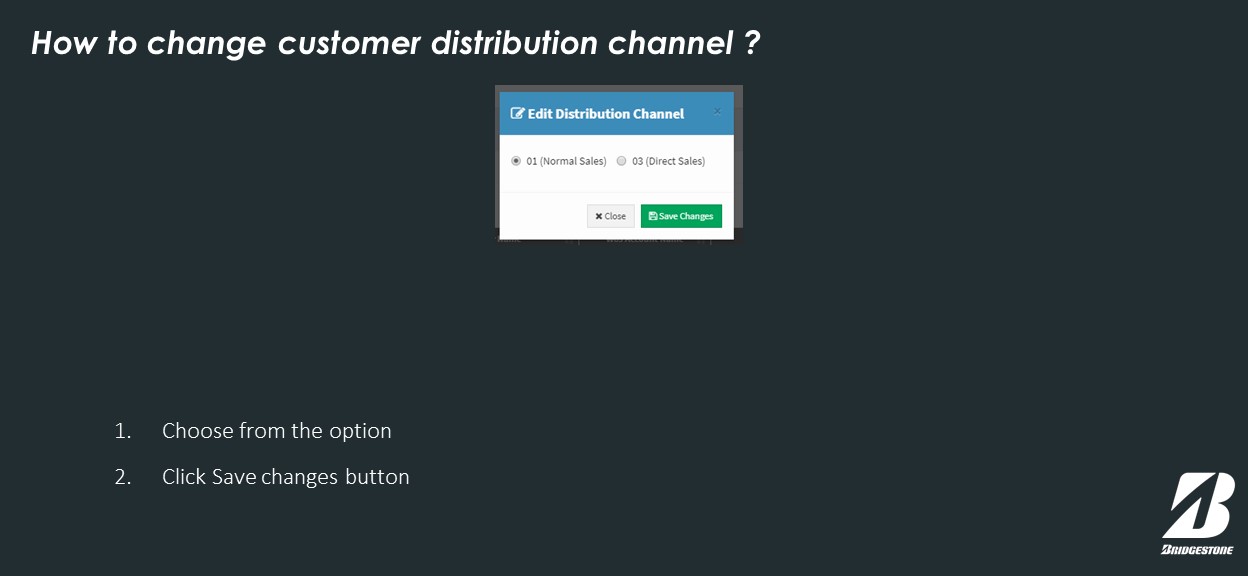 How to change customer distribution channel ?
Edit Distribution Channel
×
01 (Normal Sales) 03 (Direct Sales)
Close Save Changes
1. Choose from the option
2. Click Save changes button
BRIDGESTONE